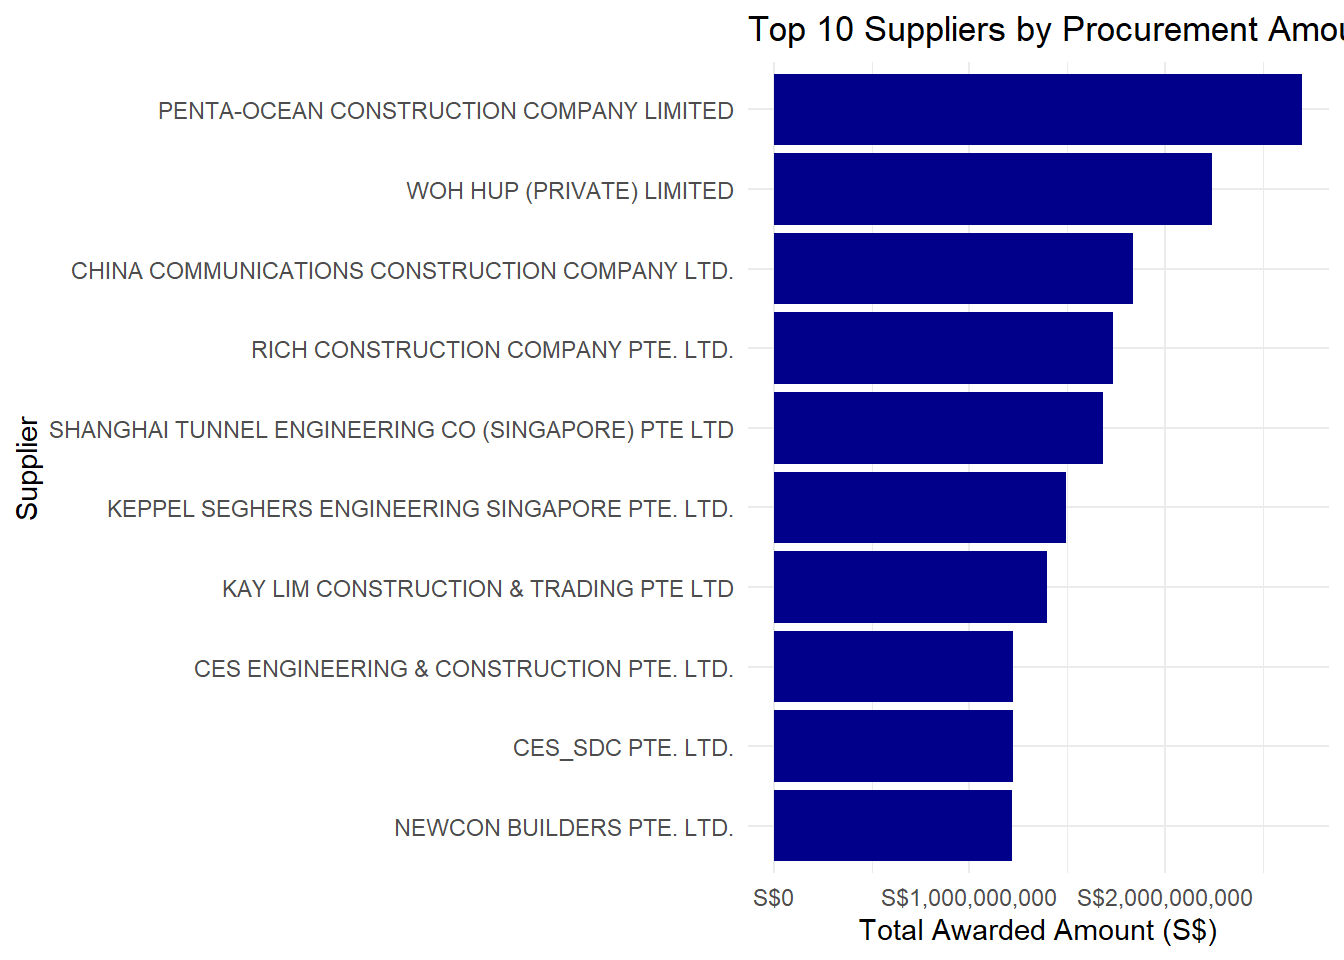 Top 10 Suppliers by Procurement Amou
PENTA-OCEAN CONSTRUCTION COMPANY LIMITED
WOH HUP (PRIVATE) LIMITED
CHINA COMMUNICATIONS CONSTRUCTION COMPANY LTD.
RICH CONSTRUCTION COMPANY PTE. LTD.
SHANGHAI TUNNEL ENGINEERING CO (SINGAPORE) PTE LTD
KEPPEL SEGHERS ENGINEERING SINGAPORE PTE. LTD.
KAY LIM CONSTRUCTION & TRADING PTE LTD
CES ENGINEERING & CONSTRUCTION PTE. LTD.
CES_SDC PTE. LTD.
NEWCON BUILDERS PTE. LTD.
Supplier
S$0 S$1,000,000,000 S$2,000,000,000
Total Awarded Amount (S$)